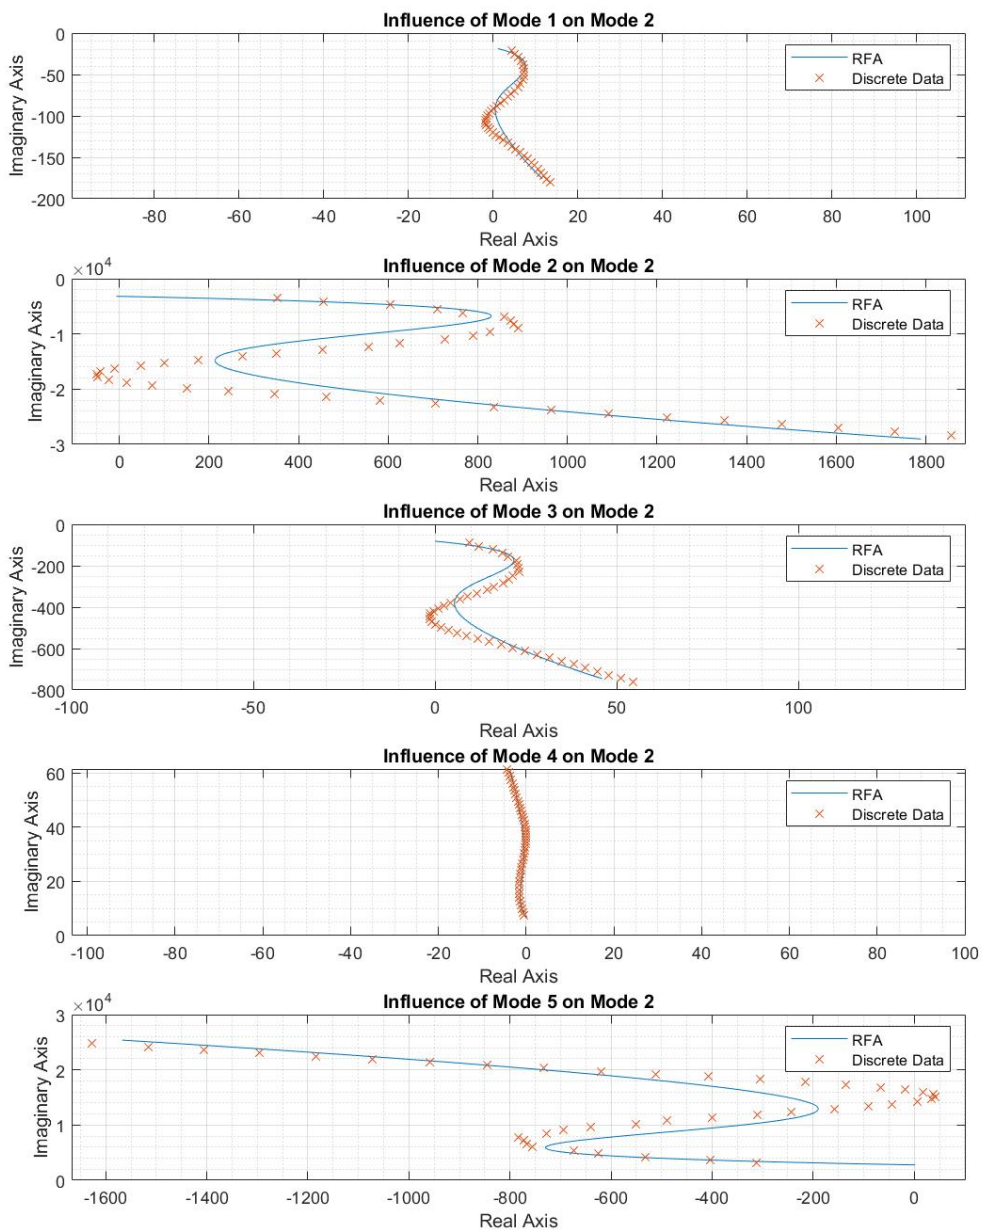 Influence of Mode 1 on Mode 2
0
-50
-100
-150
-200
Imaginary Axis
RFA
Discrete Data
-80 -60 -40 -20 0 20 40 60 80 100
Real Axis
Influence of Mode 2 on Mode 2
×10^4
0
-1
-2
-3
Imaginary Axis
RFA
Discrete Data
0 200 400 600 800 1000 1200 1400 1600 1800
Real Axis
Influence of Mode 3 on Mode 2
0
-200
-400
-600
-800
Imaginary Axis
RFA
Discrete Data
-100 -50 0 50 100
Real Axis
Influence of Mode 4 on Mode 2
60
40
20
0
Imaginary Axis
RFA
Discrete Data
-100 -80 -60 -40 -20 0 20 40 60 80 100
Real Axis
Influence of Mode 5 on Mode 2
×10^4
3
2
1
0
Imaginary Axis
RFA
Discrete Data
-1600 -1400 -1200 -1000 -800 -600 -400 -200 0
Real Axis